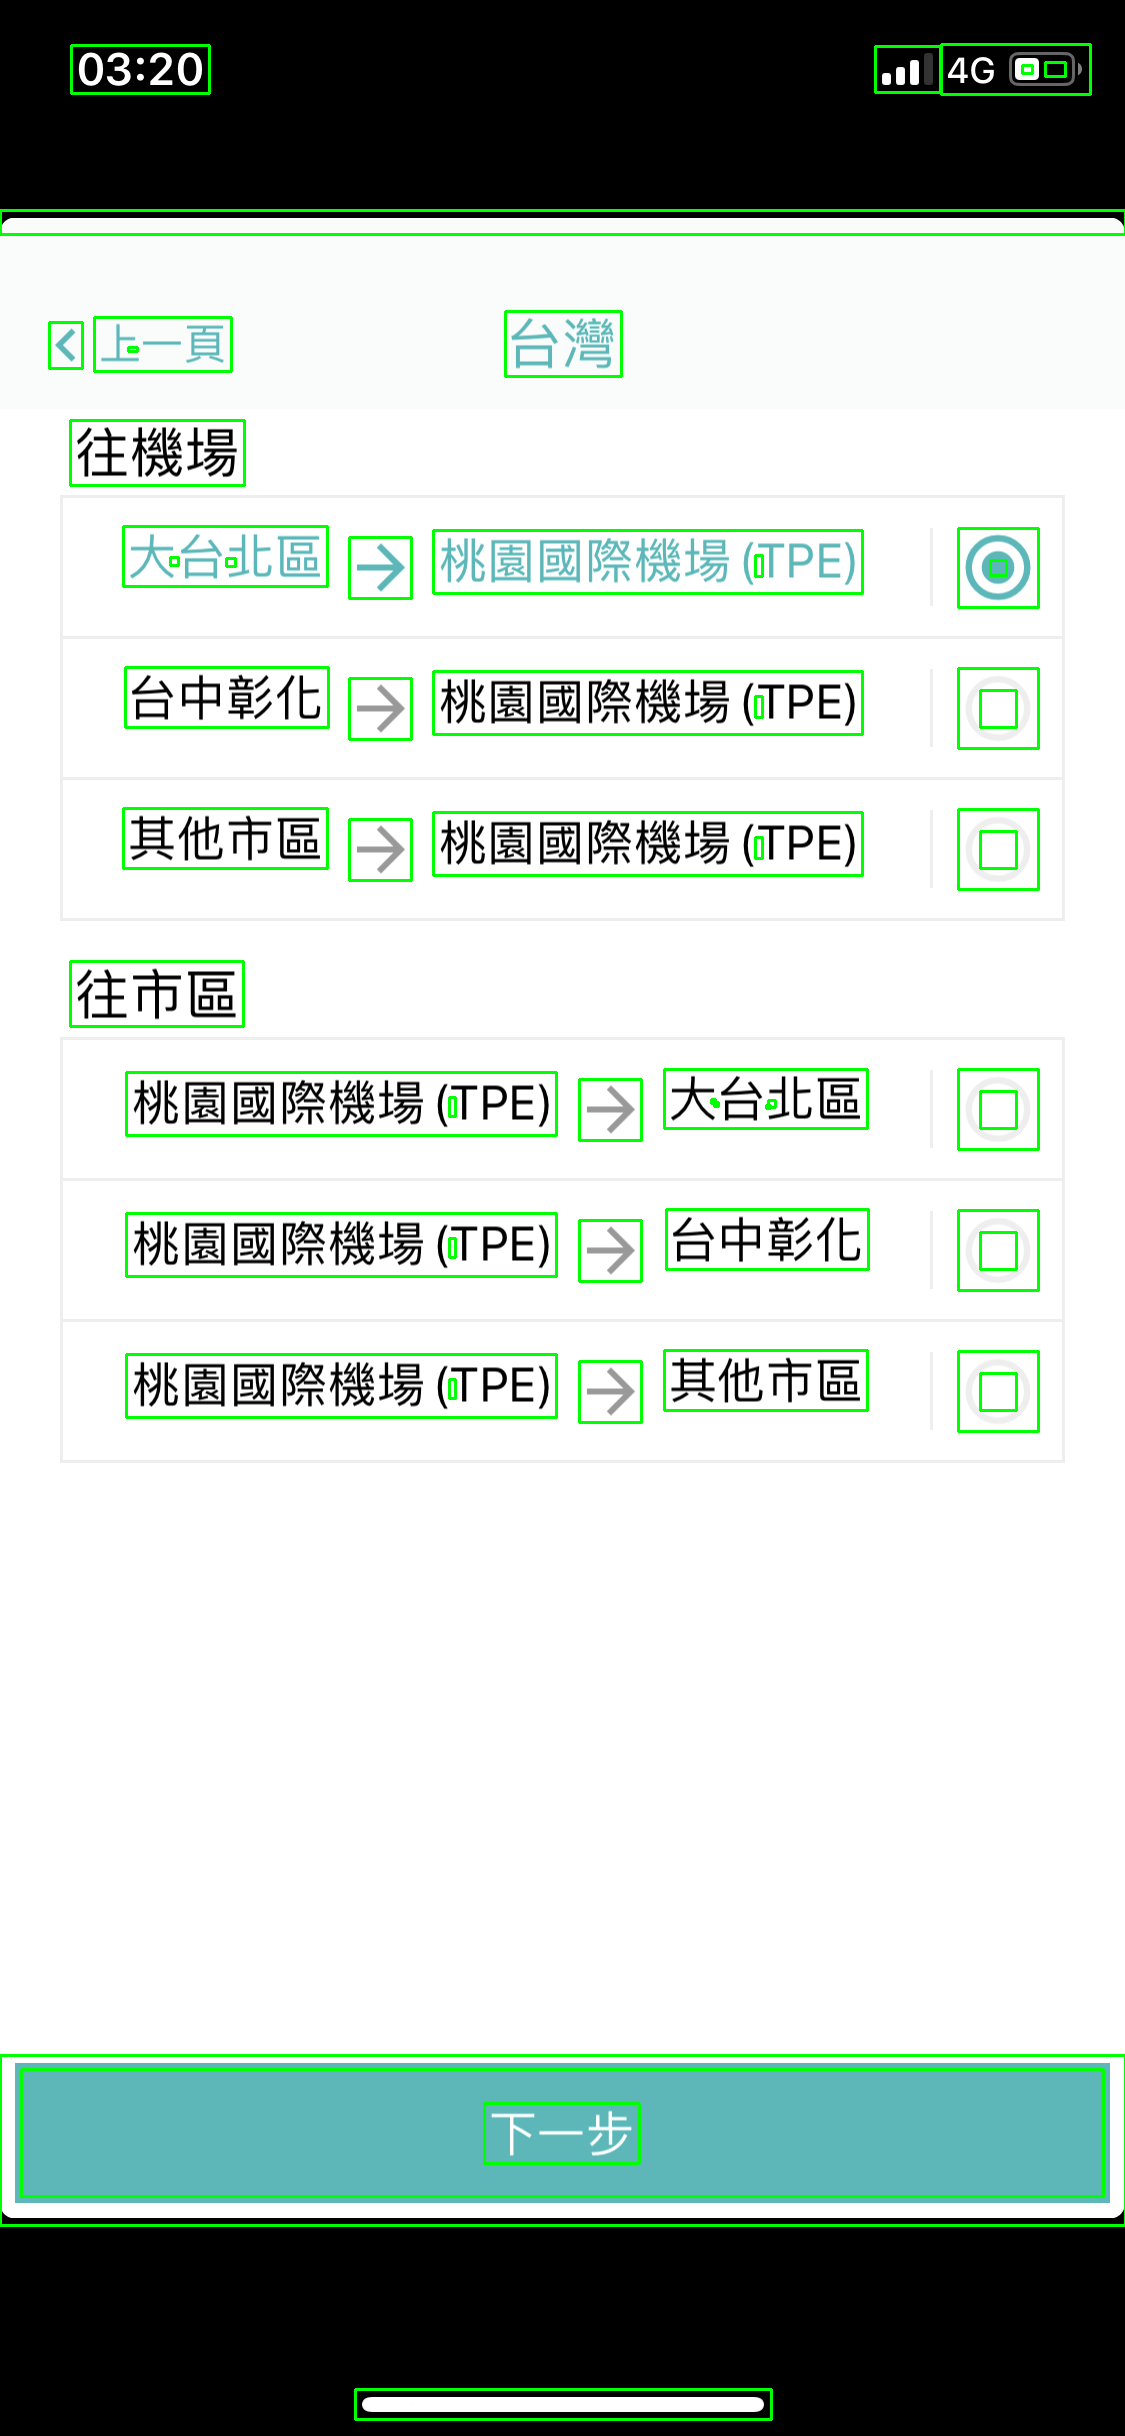 03:20 4G
上一頁 台灣
往機場
大台北區 → 桃園國際機場 (TPE)
台中彰化 → 桃園國際機場 (TPE)
其他市區 → 桃園國際機場 (TPE)
往市區
桃園國際機場 (TPE) → 大台北區
桃園國際機場 (TPE) → 台中彰化
桃園國際機場 (TPE) → 其他市區
下一步